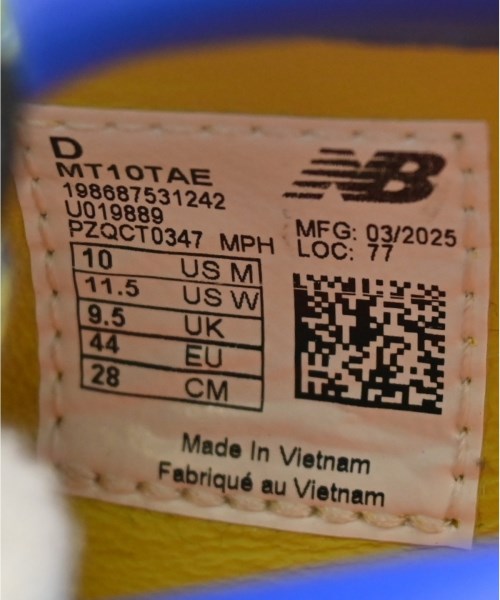 D
MT10TAE
198687531242
U019889
PZQCT0347 MPH
NB
MFG: 03/2025
LOC: 77
10 US M
11.5 US W
9.5 UK
44 EU
28 CM
Made In Vietnam
Fabriqué au Vietnam